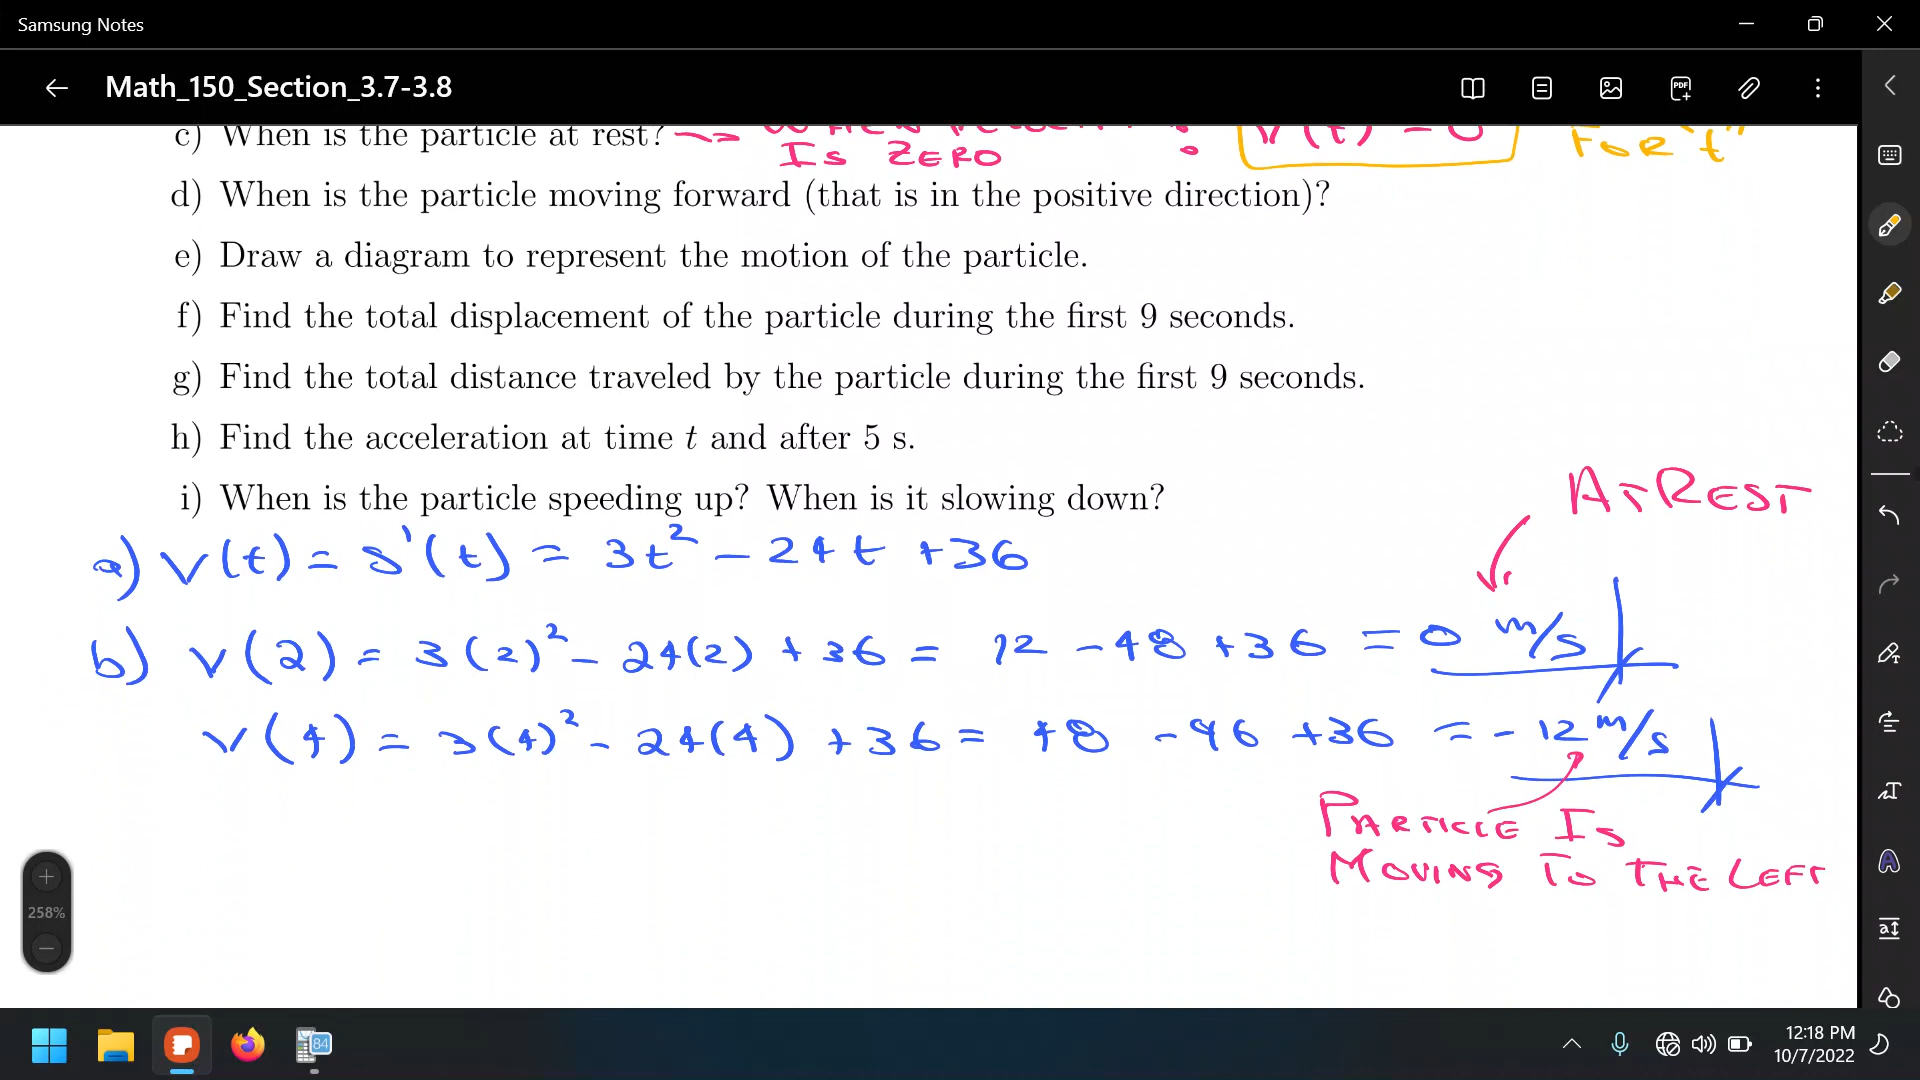 Samsung Notes
Math_150_Section_3.7-3.8
c) When is the particle at rest? → WHEN : V(t) = 0
IS ZERO FOR "t"
d) When is the particle moving forward (that is in the positive direction)?
e) Draw a diagram to represent the motion of the particle.
f) Find the total displacement of the particle during the first 9 seconds.
g) Find the total distance traveled by the particle during the first 9 seconds.
h) Find the acceleration at time t and after 5 s.
i) When is the particle speeding up? When is it slowing down?
AT REST
a) V(t) = s'(t) = 3t² - 24t + 36
b) V(2) = 3(2)² - 24(2) + 36 = 12 - 48 + 36 = 0 m/s
V(4) = 3(4)² - 24(4) + 36 = 48 - 96 + 36 = -12 m/s
PARTICLE IS
MOVING TO THE LEFT
258%
84
12:18 PM
10/7/2022